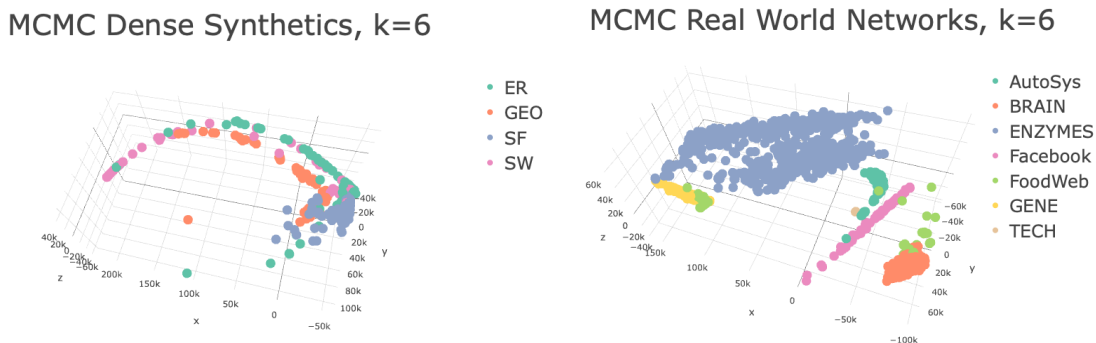 MCMC Dense Synthetics, k=6
ER
GEO
SF
SW
40k
20k
0
−20k
−40k
−60k
z
200k
150k
100k
50k
0
−50k
x
−40k
−20k
0
20k
40k
60k
80k
100k
y
MCMC Real World Networks, k=6
AutoSys
BRAIN
ENZYMES
Facebook
FoodWeb
GENE
TECH
60k
40k
20k
0
−20k
−40k
z
150k
100k
50k
0
−50k
−100k
x
−60k
−40k
−20k
0
20k
40k
60k
y